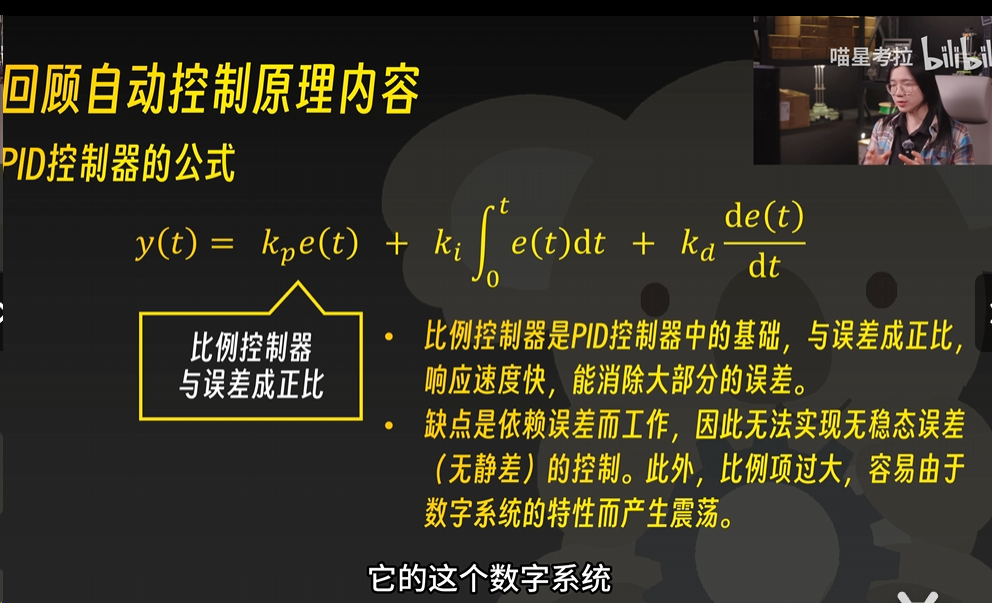 喵星考拉 bilibili
回顾自动控制原理内容
PID控制器的公式
y(t) = k_p e(t) + k_i ∫_0^t e(t)dt + k_d de(t)/dt
比例控制器
与误差成正比
• 比例控制器是PID控制器中的基础，与误差成正比，
响应速度快，能消除大部分的误差。
• 缺点是依赖误差而工作，因此无法实现无稳态误差
（无静差）的控制。此外，比例项过大，容易由于
数字系统的特性而产生震荡。
它的这个数字系统